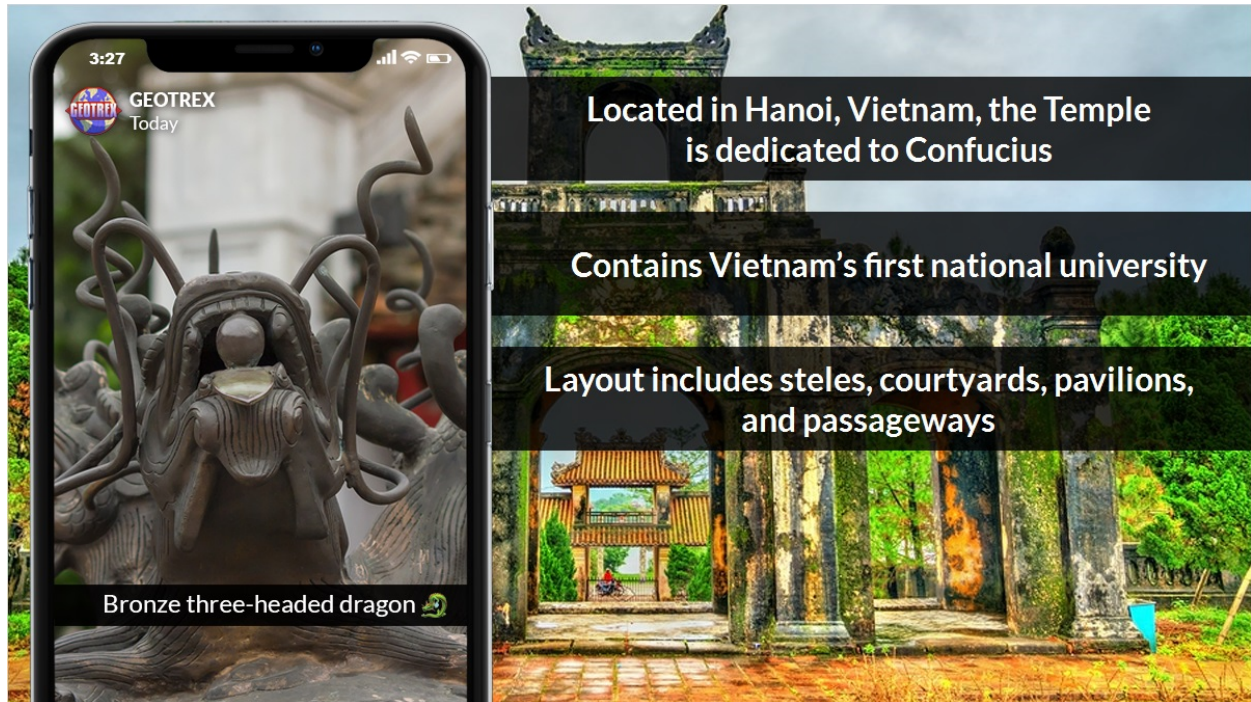 3:27
GEOTREX
GEOTREX
Today
Bronze three-headed dragon
Located in Hanoi, Vietnam, the Temple
is dedicated to Confucius
Contains Vietnam’s first national university
Layout includes steles, courtyards, pavilions,
and passageways